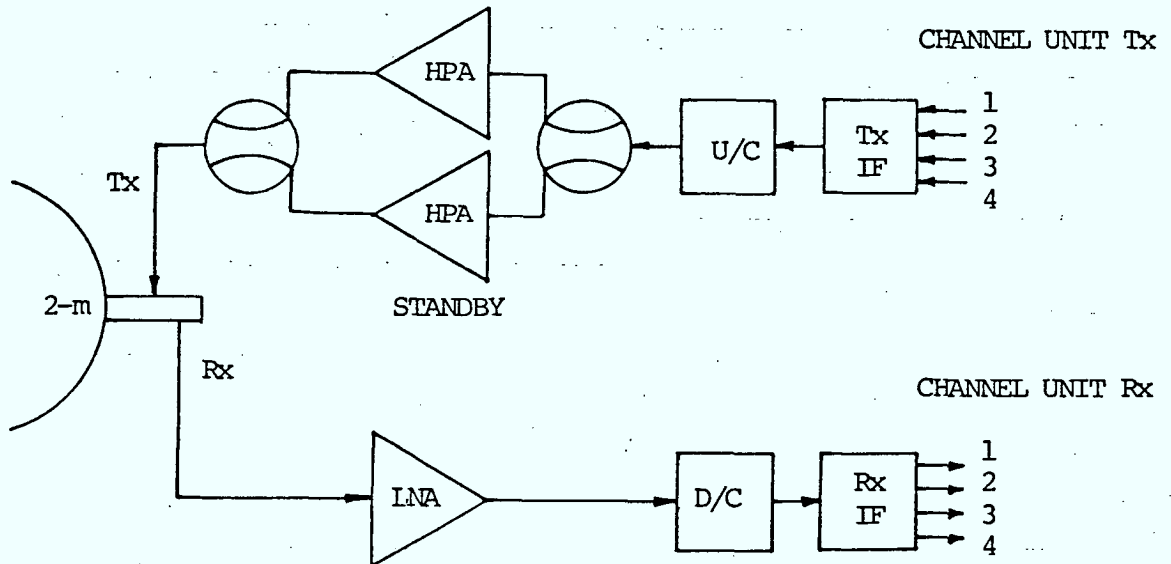 CHANNEL UNIT Tx
HPA
1
2
3
4
U/C
Tx
IF
Tx
HPA
2-m
STANDBY
Rx
CHANNEL UNIT Rx
LNA
D/C
Rx
IF
1
2
3
4